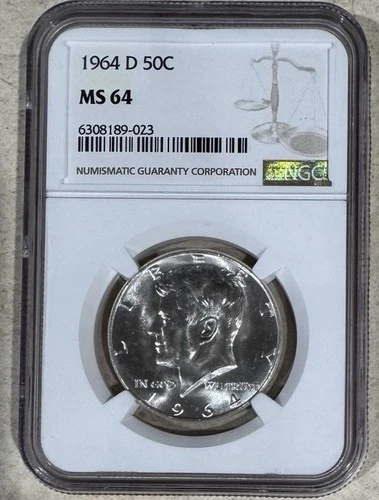 1964 D 50C
MS 64
6308189-023
NUMISMATIC GUARANTY CORPORATION
NGC
LIBERTY
IN GOD WE TRUST
1964